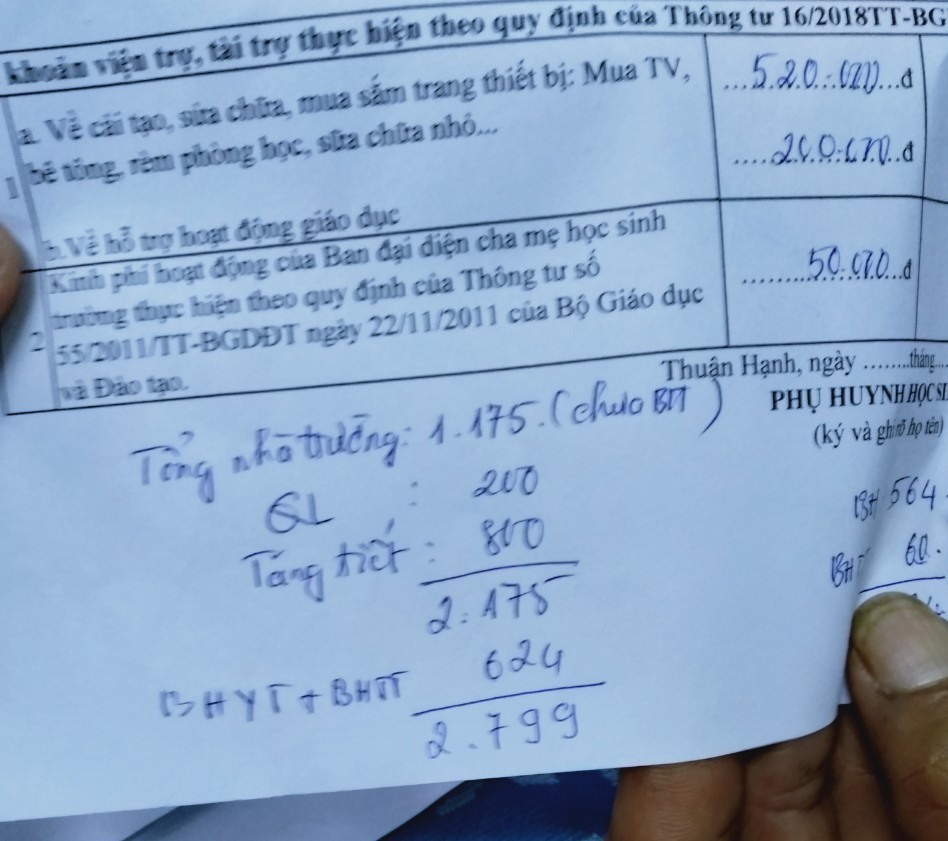 khoản viện trợ, tài trợ thực hiện theo quy định của Thông tư 16/2018TT-BG
1
a. Về cải tạo, sửa chữa, mua sắm trang thiết bị: Mua TV,
bê tông, rèm phòng học, sữa chữa nhỏ...
...520.000...đ
....200.000..đ
b. Về hỗ trợ hoạt động giáo dục
2
Kinh phí hoạt động của Ban đại diện cha mẹ học sinh
trường thực hiện theo quy định của Thông tư số
55/2011/TT-BGDĐT ngày 22/11/2011 của Bộ Giáo dục
và Đào tạo.
.........50.000..đ
Thuận Hạnh, ngày ........tháng....
PHỤ HUYNH HỌC SI
(ký và ghi rõ họ tên)
Tổng nhà trường: 1.175. (chưa BH)
GL : 200
Tăng tiết : 800
2.175
BHYT + BHTT 624
2.799
BH 564
BHT 60.